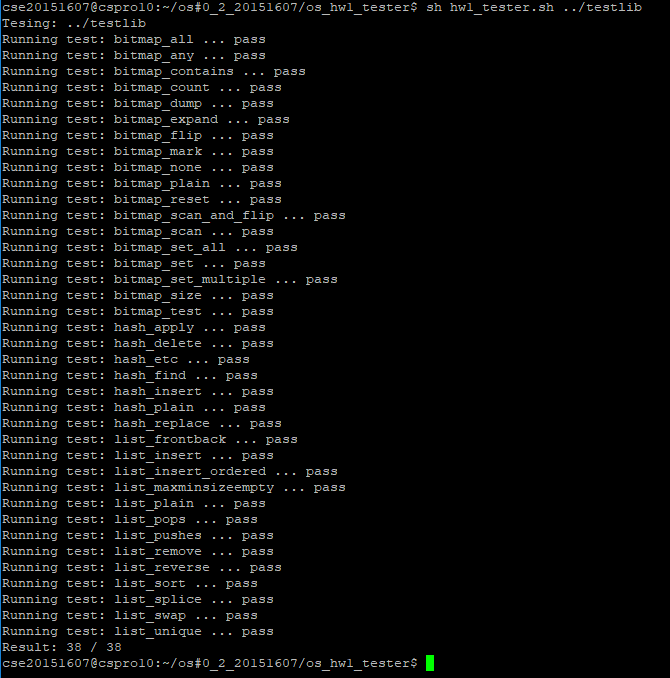 cse20151607@cspro10:~/os#0_2_20151607/os_hw1_tester$ sh hw1_tester.sh ../testlib
Tesing: ../testlib
Running test: bitmap_all ... pass
Running test: bitmap_any ... pass
Running test: bitmap_contains ... pass
Running test: bitmap_count ... pass
Running test: bitmap_dump ... pass
Running test: bitmap_expand ... pass
Running test: bitmap_flip ... pass
Running test: bitmap_mark ... pass
Running test: bitmap_none ... pass
Running test: bitmap_plain ... pass
Running test: bitmap_reset ... pass
Running test: bitmap_scan_and_flip ... pass
Running test: bitmap_scan ... pass
Running test: bitmap_set_all ... pass
Running test: bitmap_set ... pass
Running test: bitmap_set_multiple ... pass
Running test: bitmap_size ... pass
Running test: bitmap_test ... pass
Running test: hash_apply ... pass
Running test: hash_delete ... pass
Running test: hash_etc ... pass
Running test: hash_find ... pass
Running test: hash_insert ... pass
Running test: hash_plain ... pass
Running test: hash_replace ... pass
Running test: list_frontback ... pass
Running test: list_insert ... pass
Running test: list_insert_ordered ... pass
Running test: list_maxminsizeempty ... pass
Running test: list_plain ... pass
Running test: list_pops ... pass
Running test: list_pushes ... pass
Running test: list_remove ... pass
Running test: list_reverse ... pass
Running test: list_sort ... pass
Running test: list_splice ... pass
Running test: list_swap ... pass
Running test: list_unique ... pass
Result: 38 / 38
cse20151607@cspro10:~/os#0_2_20151607/os_hw1_tester$